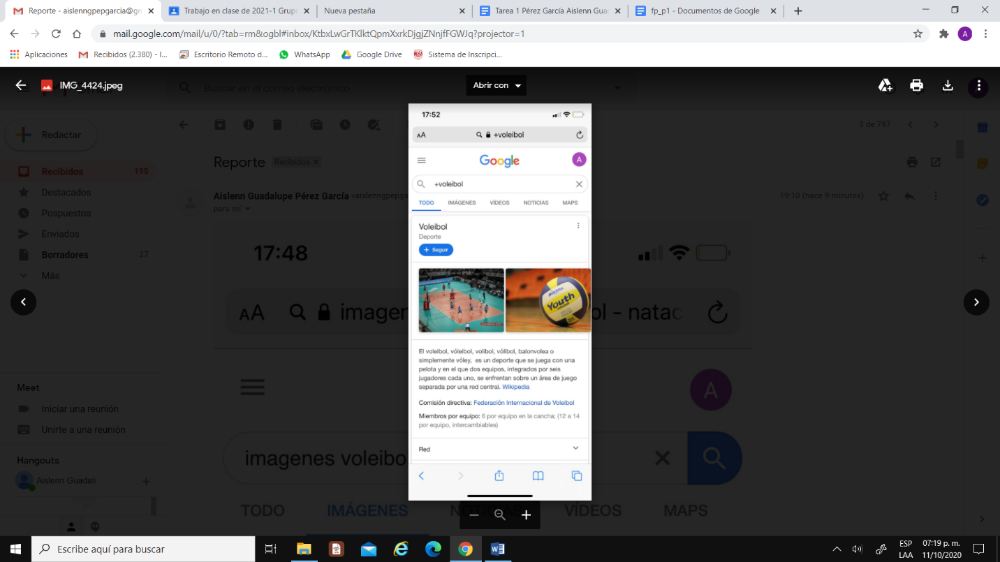 Reporte - aislenngpepgarcia@gm
Trabajo en clase de 2021-1 Grupo
Nueva pestaña
Tarea 1 Pérez García Aislenn Gua
fp_p1 - Documentos de Google
mail.google.com/mail/u/0/?tab=rm&ogbl#inbox/KtbxLwGrTKlktQpmXxrkDjgjZNnjfFGWJq?projector=1
A
Aplicaciones
Recibidos (2.380) - I...
Escritorio Remoto d...
WhatsApp
Google Drive
Sistema de Inscripci...
IMG_4424.jpeg
Buscar en el correo electrónico
Abrir con
Redactar
3 de 797
Recibidos 195
Destacados
Pospuestos
Enviados
Borradores 27
Más
Meet
Iniciar una reunión
Unirte a una reunión
Hangouts
Aislenn Guadalu
Reporte Recibidos
Aislenn Guadalupe Pérez García <aislenngpepga
para mí
19:10 (hace 9 minutos)
17:48
AA imagen
ol - natac
A
imagenes voleibo
TODO IMÁGENES NOTICIAS VÍDEOS MAPS
17:52
AA +voleibol
Google
A
+voleibol
TODO IMÁGENES VÍDEOS NOTICIAS MAPS
Voleibol
Deporte
+ Seguir
Youth
El voleibol, vóleibol, volibol, vólibol, balonvolea o
simplemente vóley, es un deporte que se juega con una
pelota y en el que dos equipos, integrados por seis
jugadores cada uno, se enfrentan sobre un área de juego
separada por una red central. Wikipedia
Comisión directiva: Federación Internacional de Voleibol
Miembros por equipo: 6 por equipo en la cancha; (12 a 14
por equipo, intercambiables)
Red
Escribe aquí para buscar
ESP
LAA
07:19 p. m.
11/10/2020